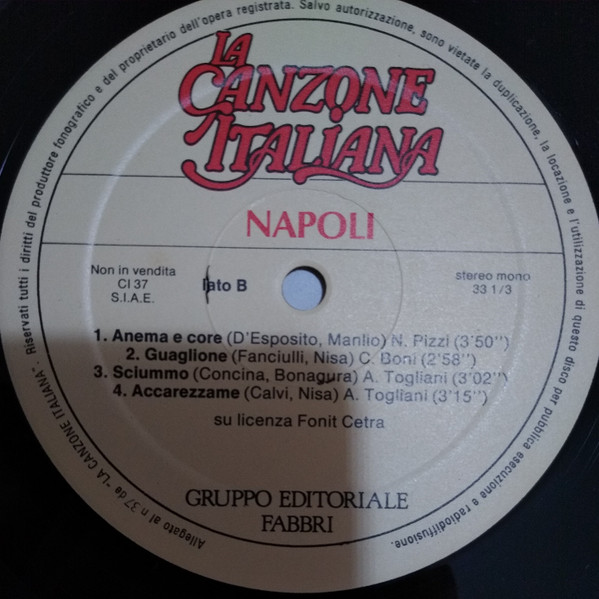 LA
CANZONE
ITALIANA
NAPOLI
Non in vendita
CI 37
S.I.A.E.
lato B
stereo mono
33 1/3
1. Anema e core (D'Esposito, Manlio) N. Pizzi (3'50'')
2. Guaglione (Fanciulli, Nisa) C. Boni (2'58'')
3. Sciummo (Concina, Bonagura) A. Togliani (3'02'')
4. Accarezzame (Calvi, Nisa) A. Togliani (3'15'')
su licenza Fonit Cetra
GRUPPO EDITORIALE
FABBRI
Allegato al n. 37 de "LA CANZONE ITALIANA" - Riservati tutti i diritti del produttore fonografico e del proprietario dell'opera registrata. Salvo autorizzazione, sono vietate la duplicazione, la locazione e l'utilizzazione di questo disco per pubblica esecuzione e radiodiffusione.